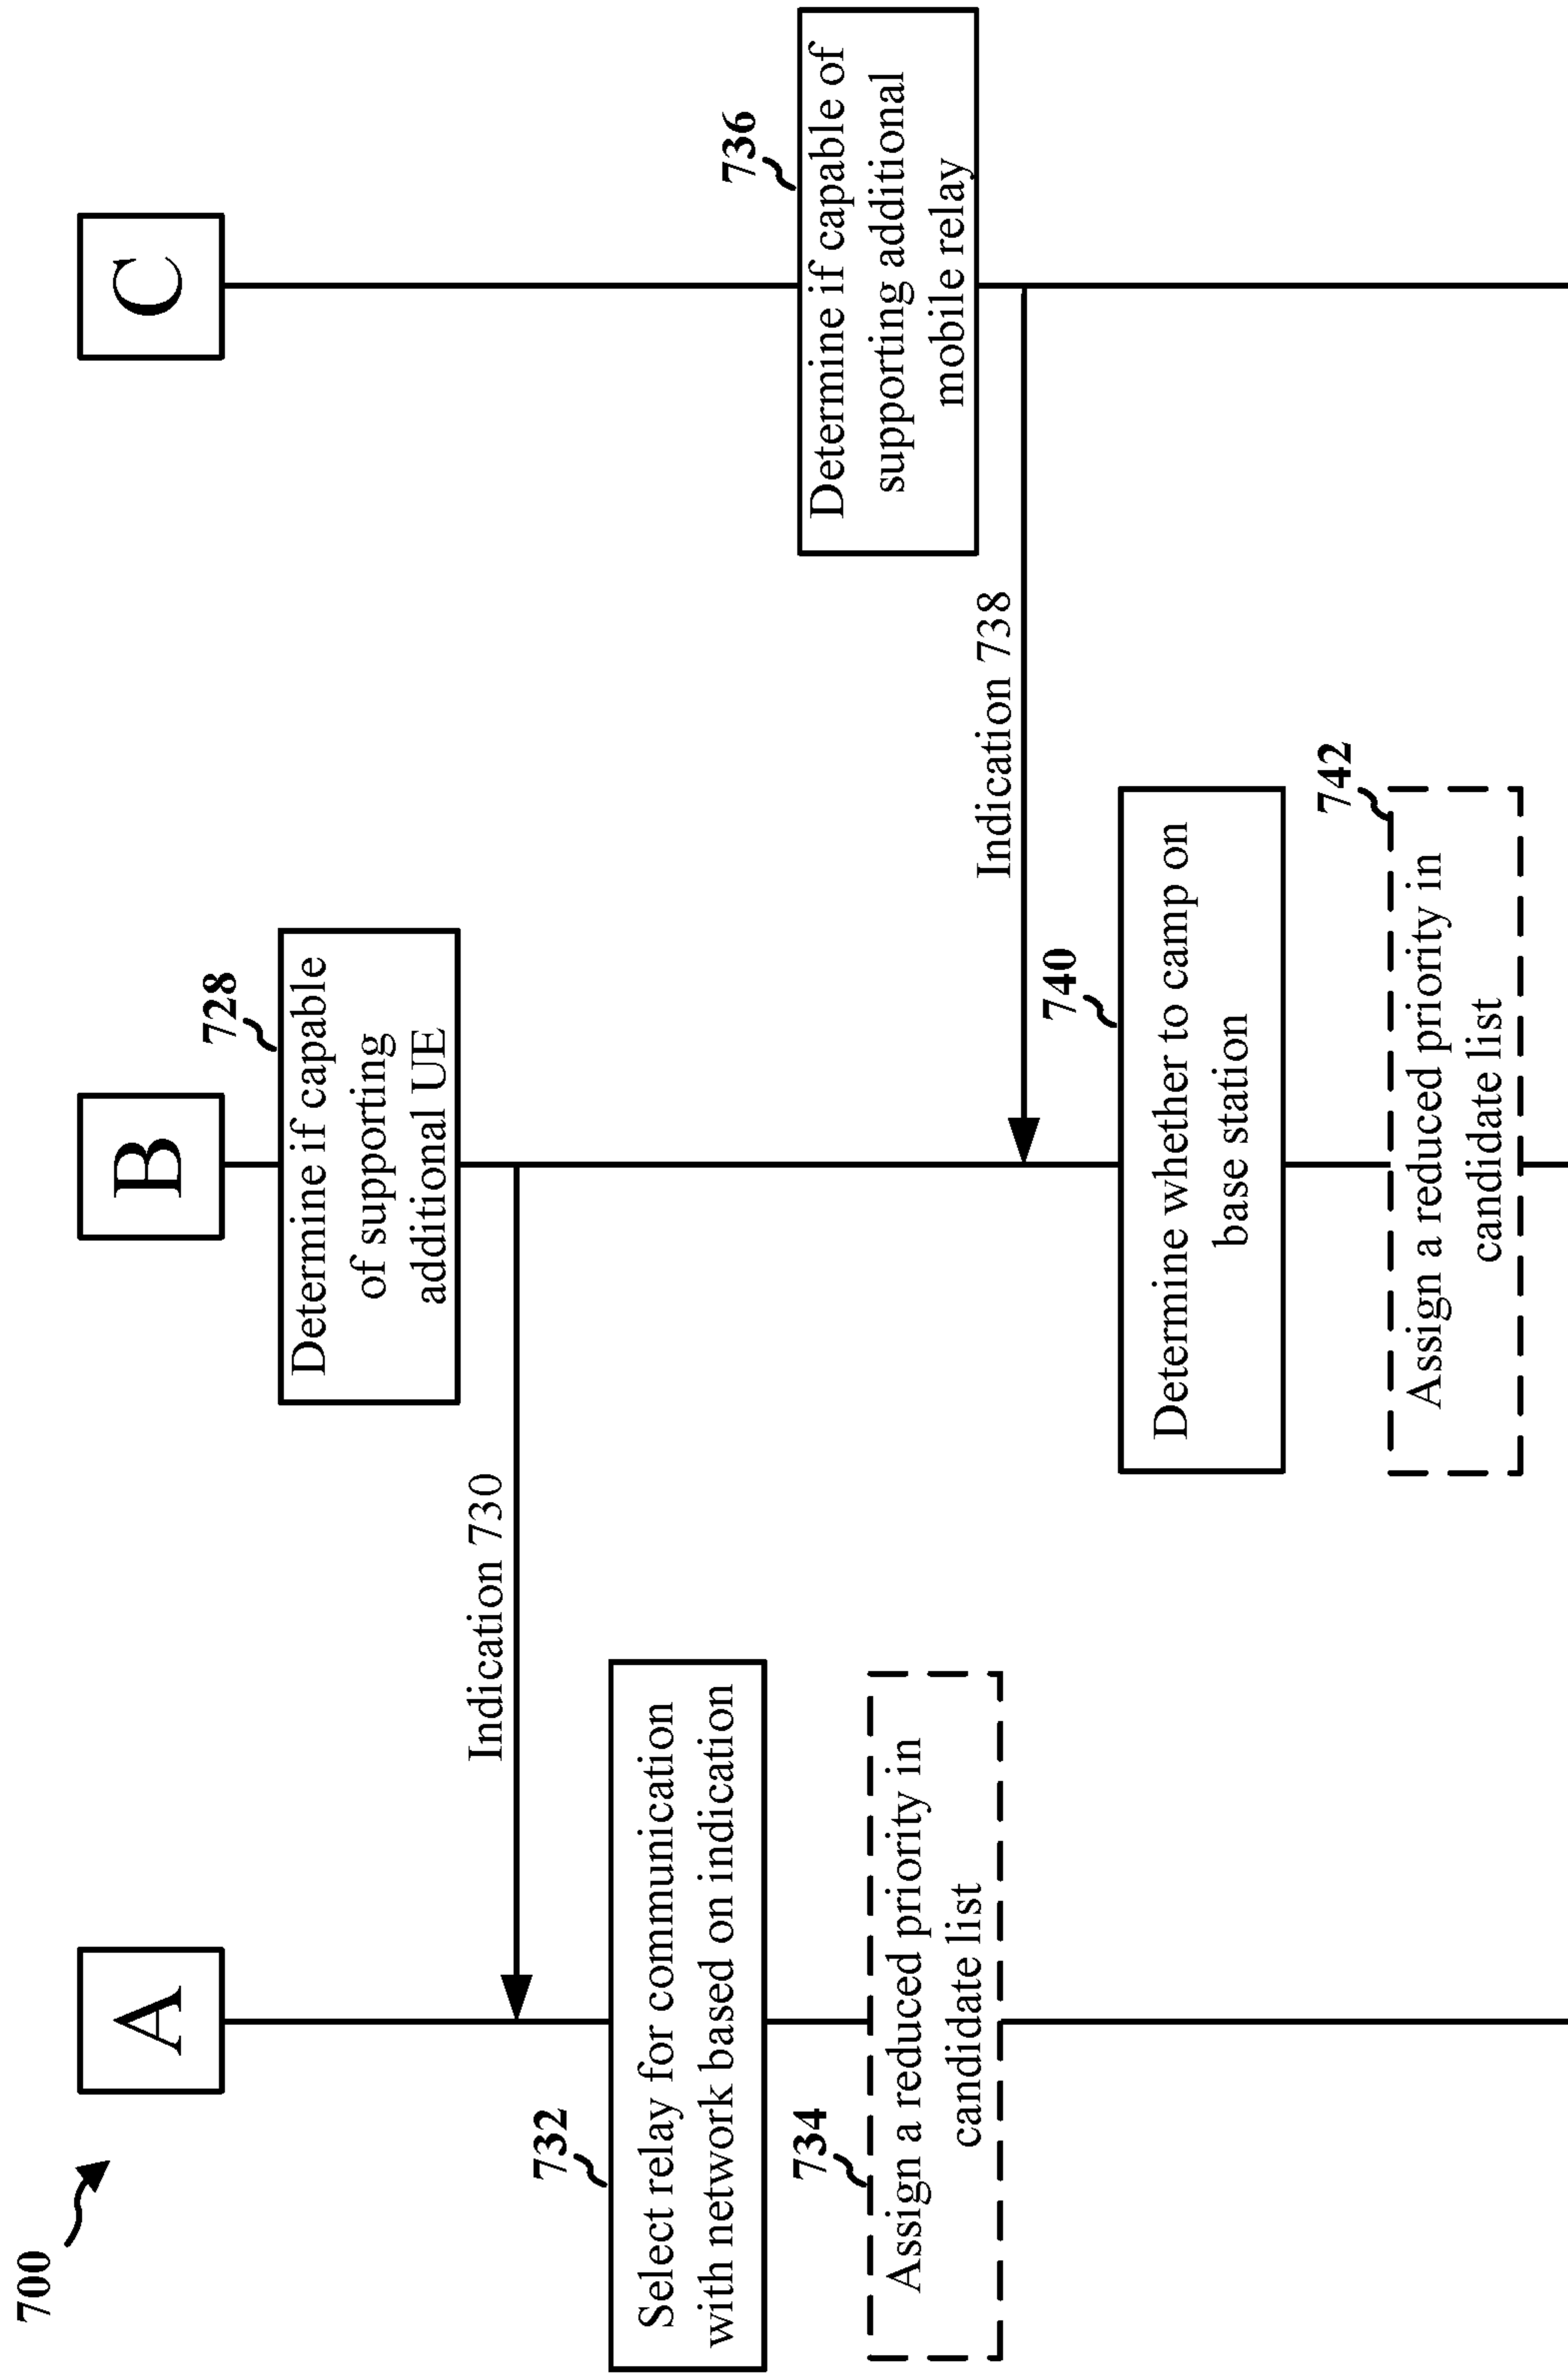 700
A
B
C
728
Determine if capable
of supporting
additional UE
Indication 730
732
Select relay for communication
with network based on indication
734
Assign a reduced priority in
candidate list
736
Determine if capable of
supporting additional
mobile relay
Indication 738
740
Determine whether to camp on
base station
742
Assign a reduced priority in
candidate list